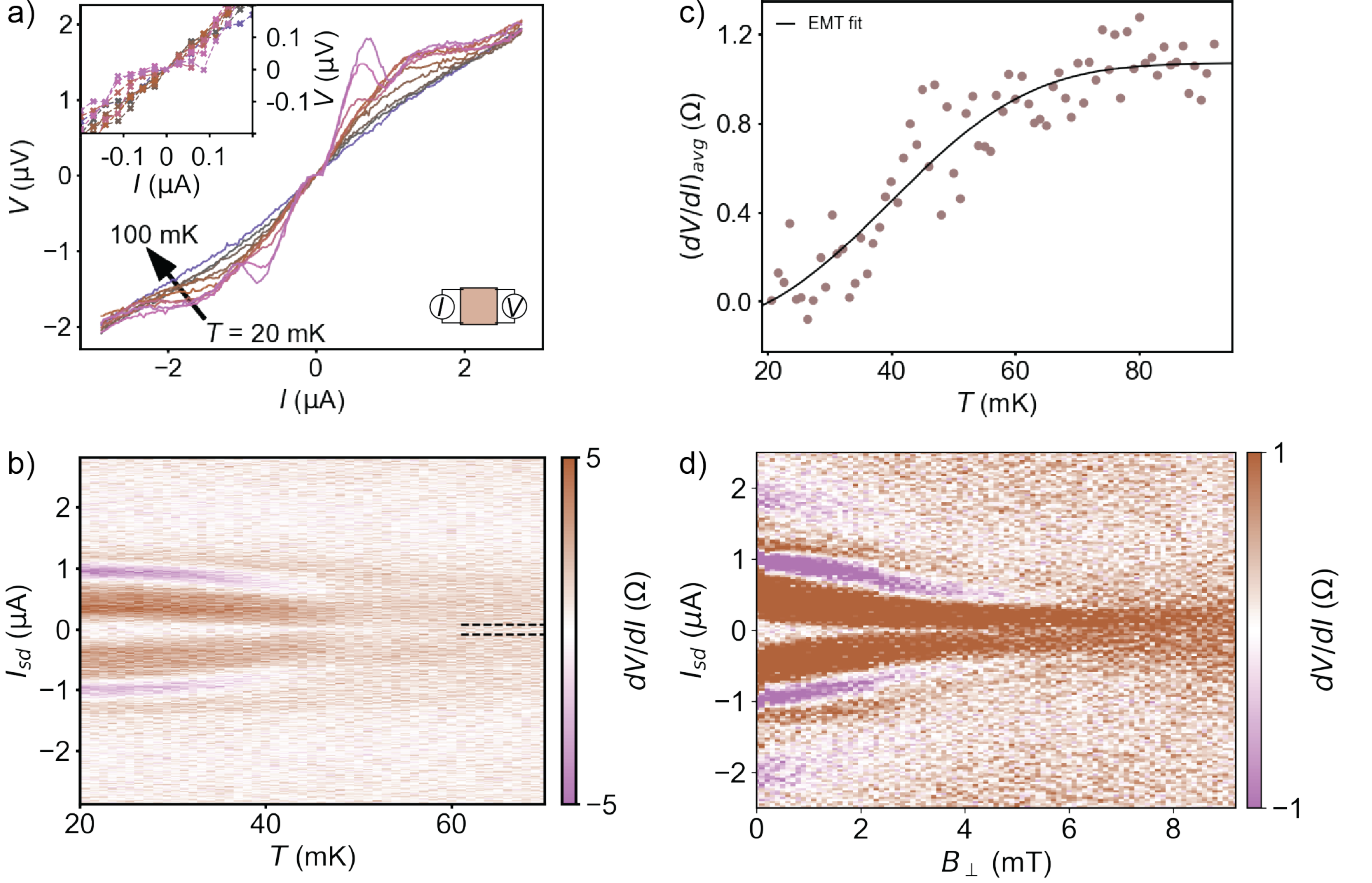 a)
V (μV)
2
1
0
−1
−2
0.1
0
-0.1
V (μV)
-0.1 0 0.1
I (μA)
100 mK
T = 20 mK
I V
−2 0 2
I (μA)
c)
EMT fit
(dV/dI)avg (Ω)
1.2
0.8
0.4
0.0
20 40 60 80
T (mK)
b)
Isd (μA)
2
1
0
−1
−2
20 40 60
T (mK)
5
−5
dV/dI (Ω)
d)
Isd (μA)
2
1
0
−1
−2
0 2 4 6 8
B⊥ (mT)
1
−1
dV/dI (Ω)